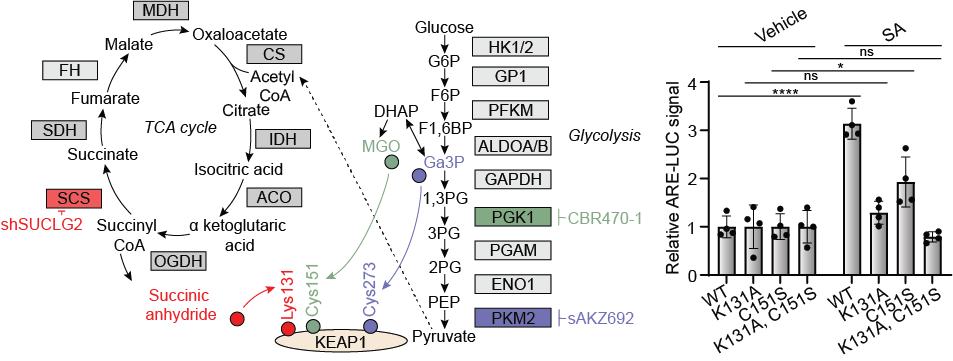 MDH
Malate
Oxaloacetate
CS
Acetyl
CoA
FH
Fumarate
Citrate
SDH
TCA cycle
IDH
Succinate
Isocitric acid
SCS
ACO
shSUCLG2
Succinyl
CoA
α ketoglutaric
acid
OGDH
Succinic
anhydride
Lys131
Cys151
Cys273
KEAP1
Glucose
HK1/2
G6P
GP1
F6P
PFKM
DHAP
F1,6BP
Glycolysis
MGO
ALDOA/B
Ga3P
GAPDH
1,3PG
PGK1
CBR470-1
3PG
PGAM
2PG
ENO1
PEP
PKM2
sAKZ692
Pyruvate
Vehicle
SA
ns
*
ns
****
Relative ARE-LUC signal
4
3
2
1
0
WT
K131A
C151S
K131A, C151S
WT
K131A
C151S
K131A, C151S